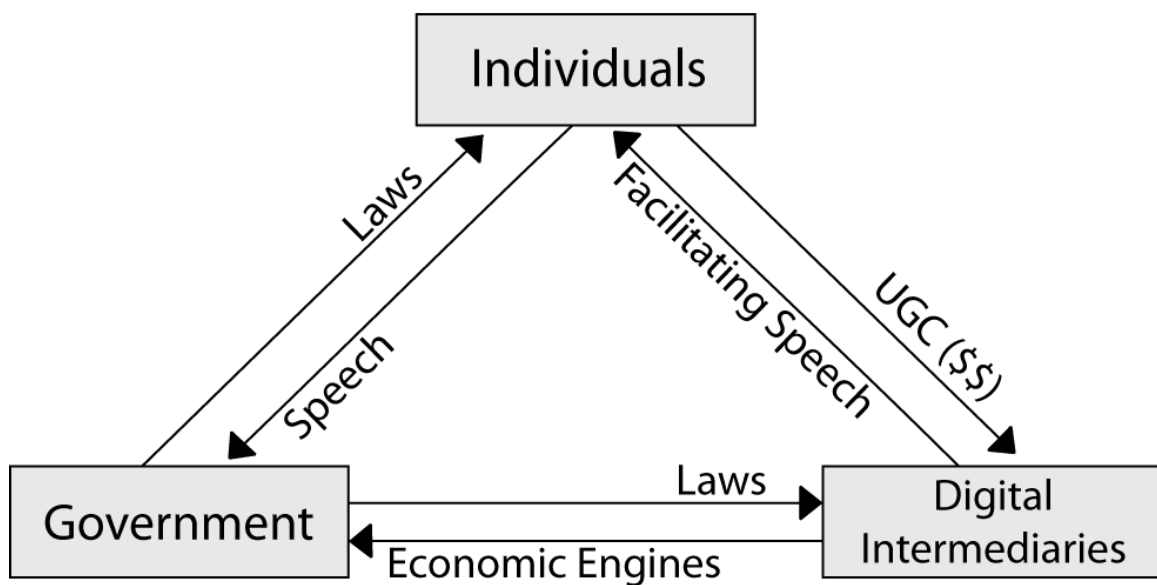 Individuals
Laws
Speech
Facilitating Speech
UGC ($$)
Government
Laws
Economic Engines
Digital
Intermediaries